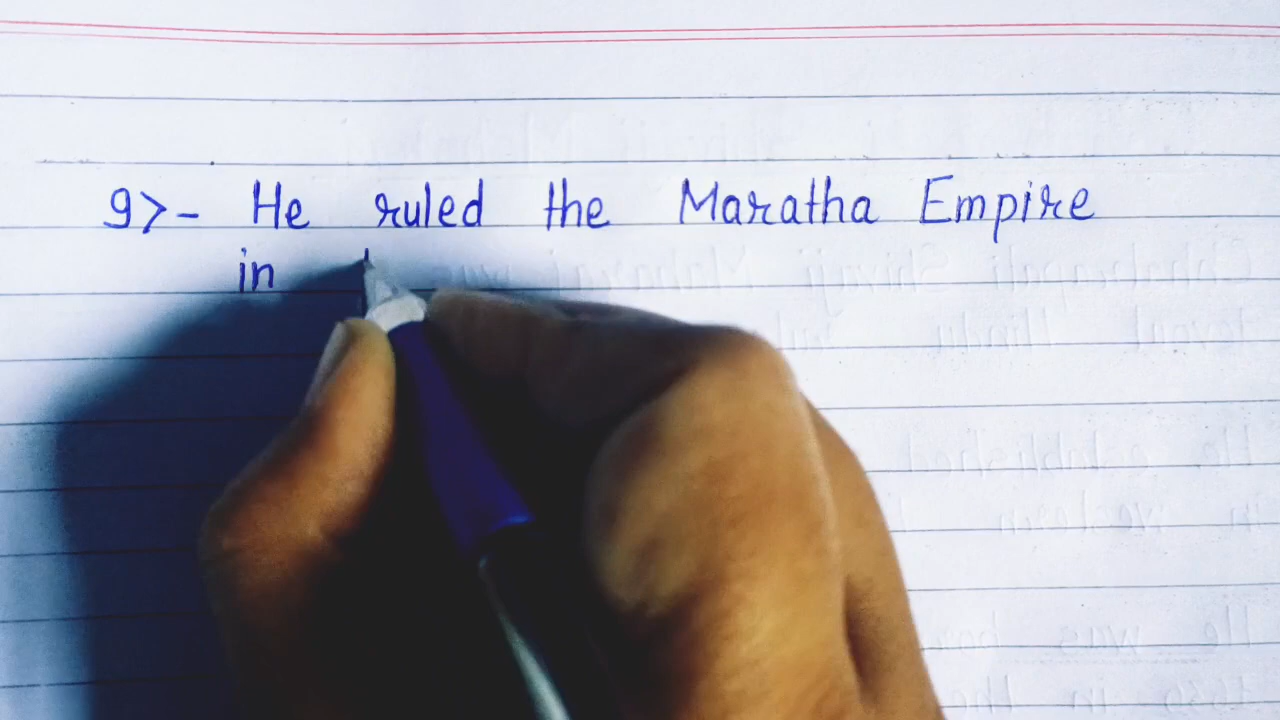 9>- He ruled the Maratha Empire
in